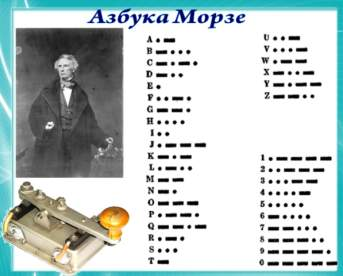 Азбука Морзе
A • —
B — • • •
C — • — •
D — • •
E •
F • • — •
G — — •
H • • • •
I • •
J • — — —
K — • —
L • — • •
M — —
N — •
O — — —
P • — — •
Q — — • —
R • — •
S • • •
T —
U • • —
V • • • —
W • — —
X — • • —
Y — • — —
Z — — • •
1 • — — — —
2 • • — — —
3 • • • — —
4 • • • • —
5 • • • • •
6 — • • • •
7 — — • • •
8 — — — • •
9 — — — — •
0 — — — — —